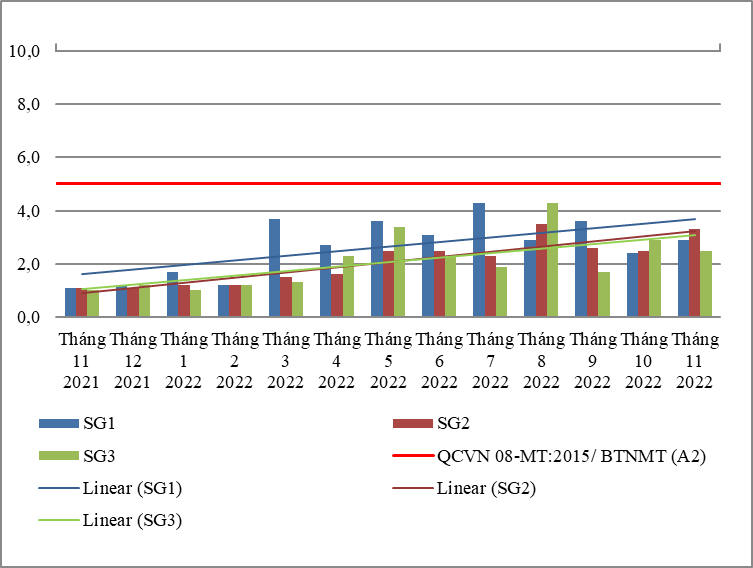 10,0
8,0
6,0
4,0
2,0
0,0
Tháng Tháng Tháng Tháng Tháng Tháng Tháng Tháng Tháng Tháng Tháng Tháng Tháng
11 12 1 2 3 4 5 6 7 8 9 10 11
2021 2021 2022 2022 2022 2022 2022 2022 2022 2022 2022 2022 2022
SG1 SG2
SG3 QCVN 08-MT:2015/ BTNMT (A2)
Linear (SG1) Linear (SG2)
Linear (SG3)